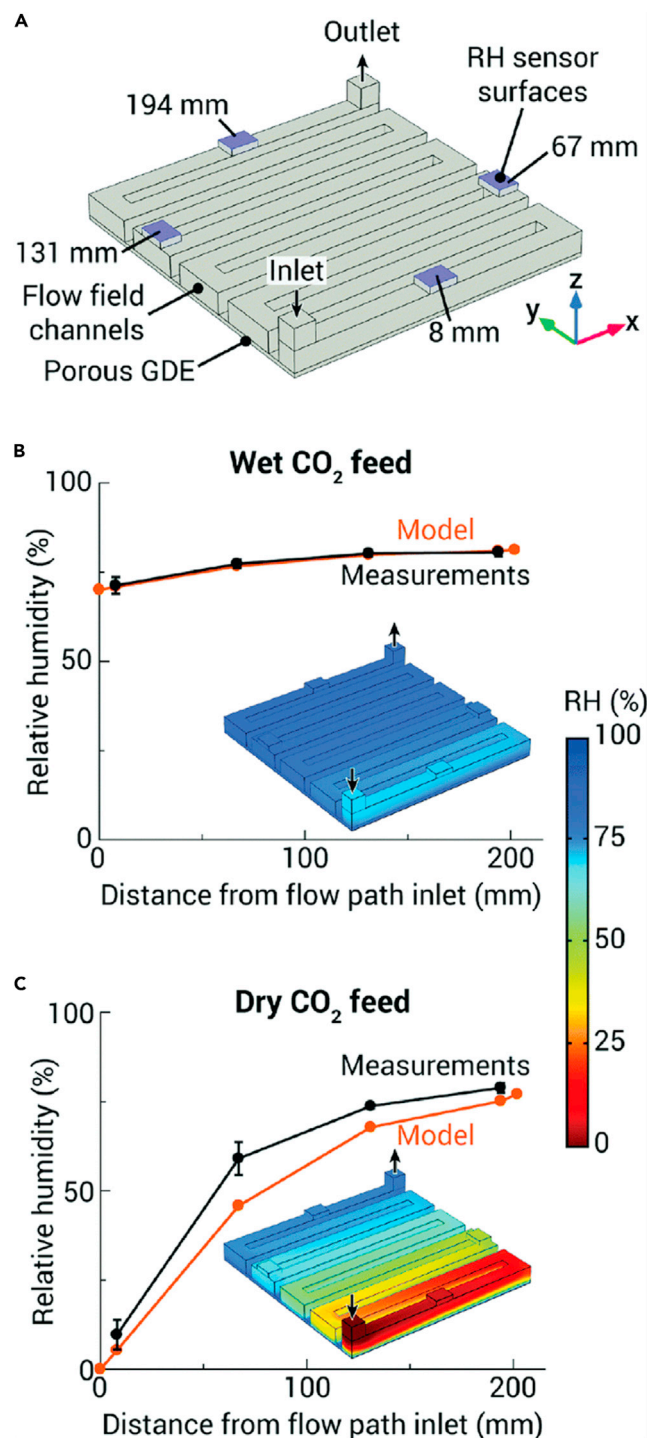 A
Outlet
RH sensor
surfaces
194 mm
67 mm
131 mm
Inlet
Flow field
channels
8 mm
Porous GDE
z
y
x
B
Wet CO₂ feed
100
Model
Measurements
50
0
Relative humidity (%)
0
100
200
Distance from flow path inlet (mm)
RH (%)
100
75
50
25
0
C
Dry CO₂ feed
100
Measurements
Model
50
0
Relative humidity (%)
0
100
200
Distance from flow path inlet (mm)